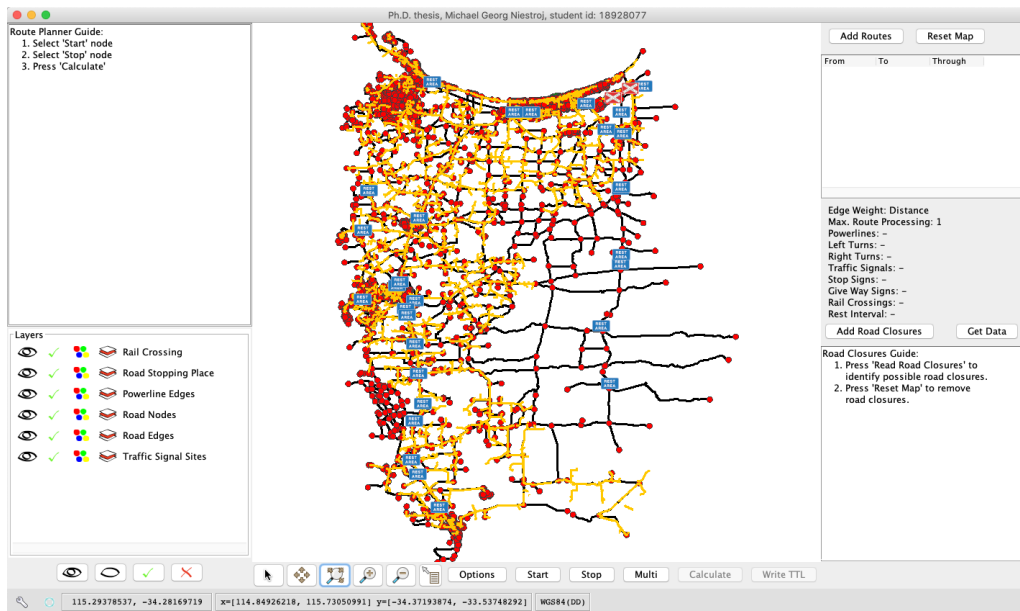 Ph.D. thesis, Michael Georg Niestroj, student id: 18928077
Route Planner Guide:
1. Select 'Start' node
2. Select 'Stop' node
3. Press 'Calculate'
Layers
Rail Crossing
Road Stopping Place
Powerline Edges
Road Nodes
Road Edges
Traffic Signal Sites
REST AREA
Add Routes
Reset Map
From To Through
Edge Weight: Distance
Max. Route Processing: 1
Powerlines: -
Left Turns: -
Right Turns: -
Traffic Signals: -
Stop Signs: -
Give Way Signs: -
Rail Crossings: -
Rest Interval: -
Add Road Closures
Get Data
Road Closures Guide:
1. Press 'Read Road Closures' to
identify possible road closures.
2. Press 'Reset Map' to remove
road closures.
Options
Start
Stop
Multi
Calculate
Write TTL
115.29378537, -34.28169719
x=[114.84926218, 115.73050991] y=[-34.37193874, -33.53748292]
WGS84(DD)